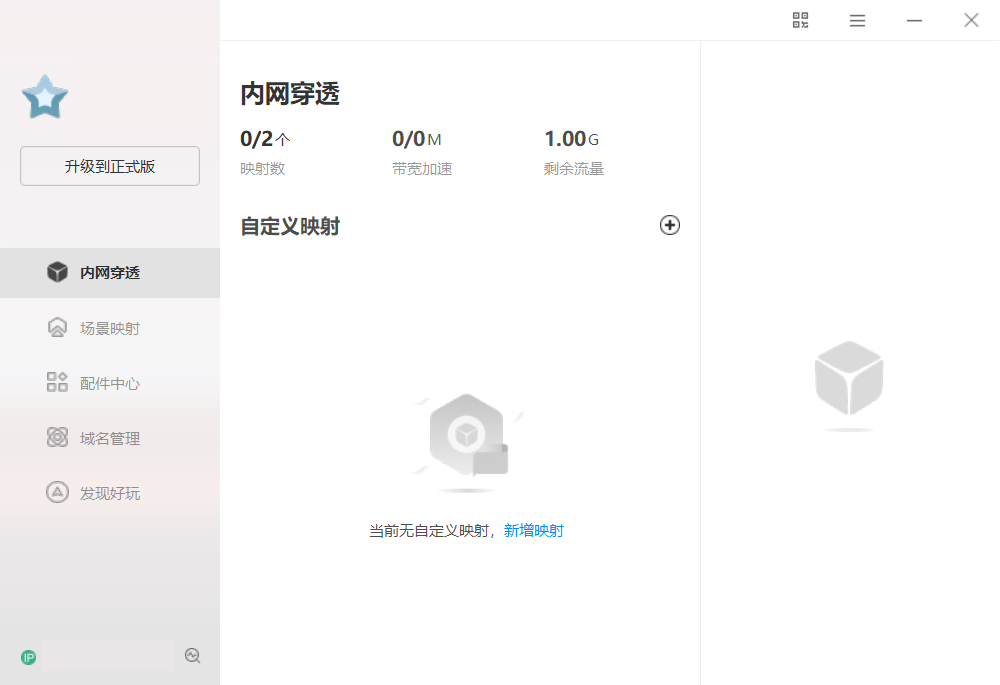 升级到正式版
内网穿透
场景映射
配件中心
域名管理
发现好玩
IP
内网穿透
0/2个
映射数
0/0M
带宽加速
1.00G
剩余流量
自定义映射
当前无自定义映射，新增映射